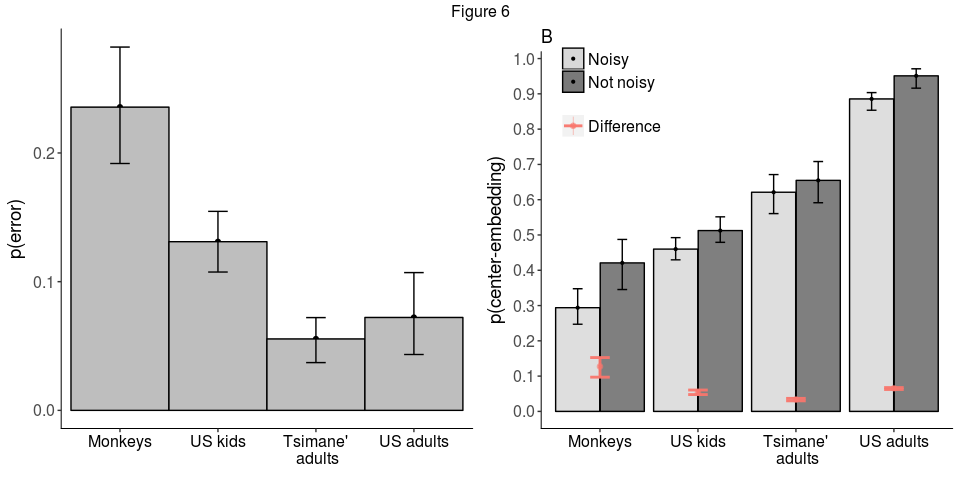 Figure 6
p(error)
0.2
0.1
0.0
Monkeys
US kids
Tsimane'
adults
US adults
B
Noisy
Not noisy
Difference
p(center-embedding)
1.0
0.9
0.8
0.7
0.6
0.5
0.4
0.3
0.2
0.1
0.0
Monkeys
US kids
Tsimane'
adults
US adults